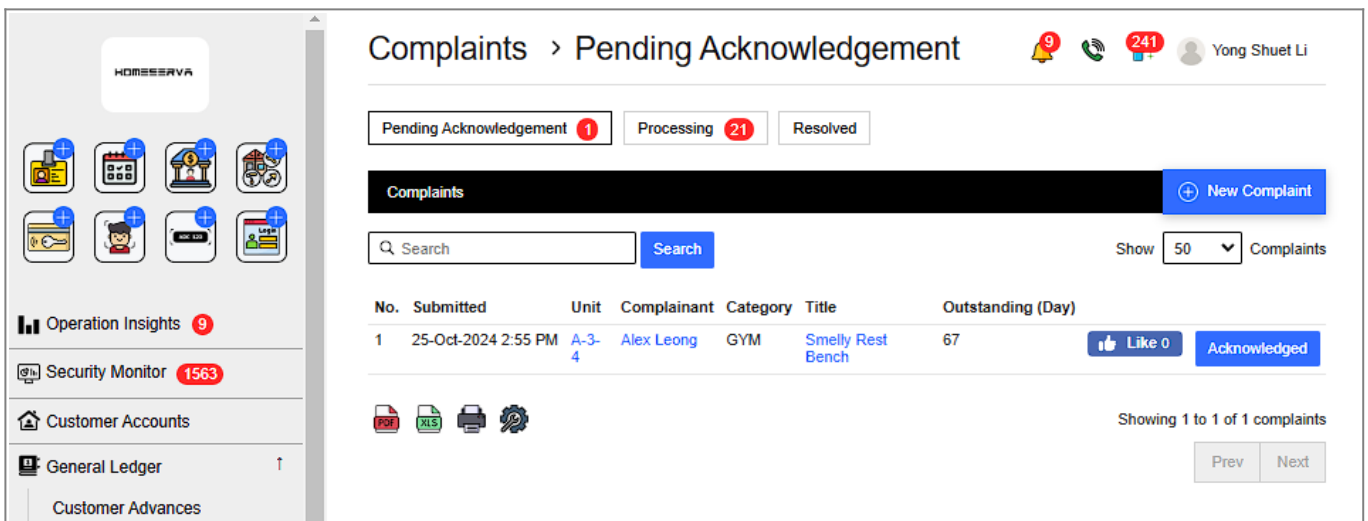 HOMESERVA
Complaints > Pending Acknowledgement
9
241
Yong Shuet Li
Pending Acknowledgement 1
Processing 21
Resolved
Complaints
New Complaint
Search
Search
Show 50 Complaints
No. Submitted Unit Complainant Category Title Outstanding (Day)
1 25-Oct-2024 2:55 PM A-3- Alex Leong GYM Smelly Rest 67 Like 0 Acknowledged
4 Bench
PDF XLS
Showing 1 to 1 of 1 complaints
Prev Next
Login
ABC 123
Operation Insights 9
Security Monitor 1563
Customer Accounts
General Ledger ↑
Customer Advances